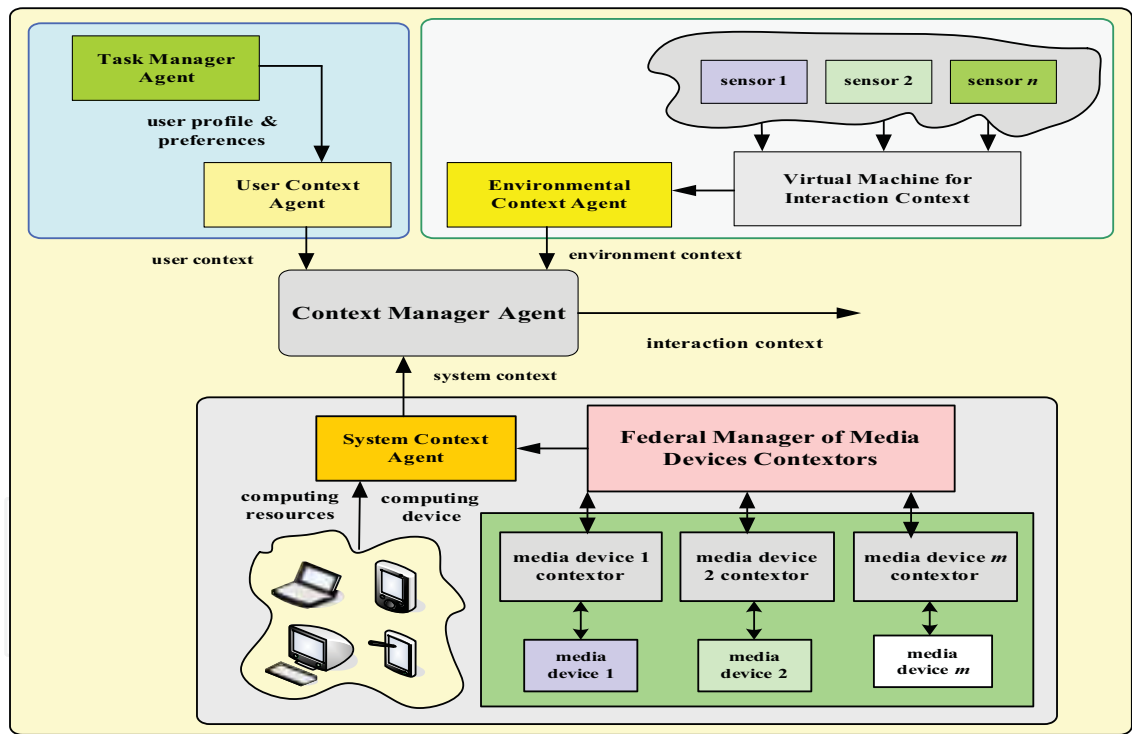 Task Manager
Agent
user profile &
preferences
User Context
Agent
user context
sensor 1
sensor 2
sensor n
Virtual Machine for
Interaction Context
Environmental
Context Agent
environment context
Context Manager Agent
interaction context
system context
System Context
Agent
Federal Manager of Media
Devices Contextors
computing
resources
computing
device
media device 1
contextor
media device
2 contextor
media device m
contextor
media
device 1
media
device 2
media
device m